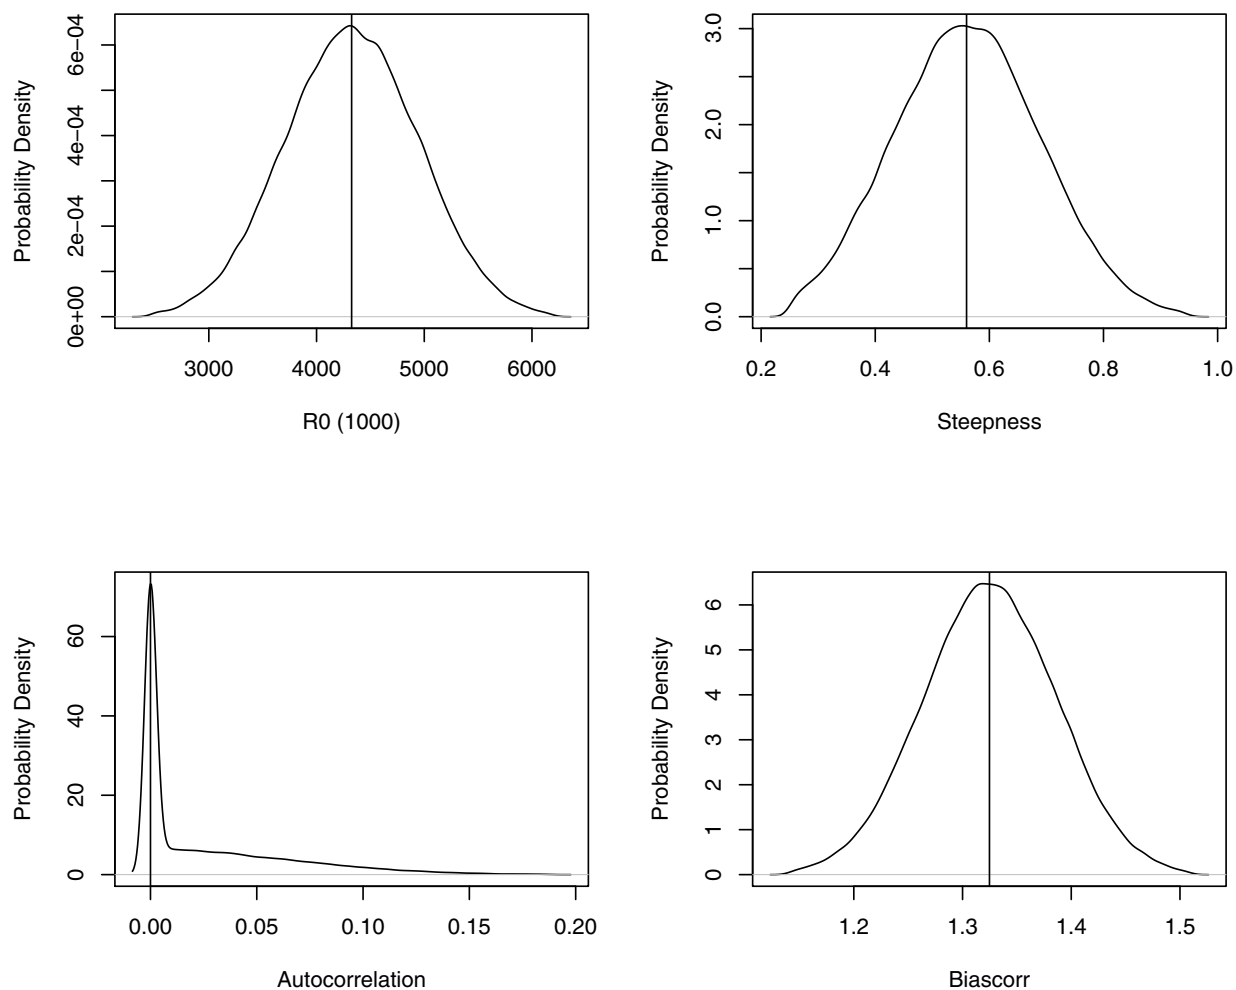 Probability Density
0e+00 2e−04 4e−04 6e−04
3000 4000 5000 6000
R0 (1000)
Probability Density
0.0 1.0 2.0 3.0
0.2 0.4 0.6 0.8 1.0
Steepness
Probability Density
0 20 40 60
0.00 0.05 0.10 0.15 0.20
Autocorrelation
Probability Density
0 1 2 3 4 5 6
1.2 1.3 1.4 1.5
Biascorr